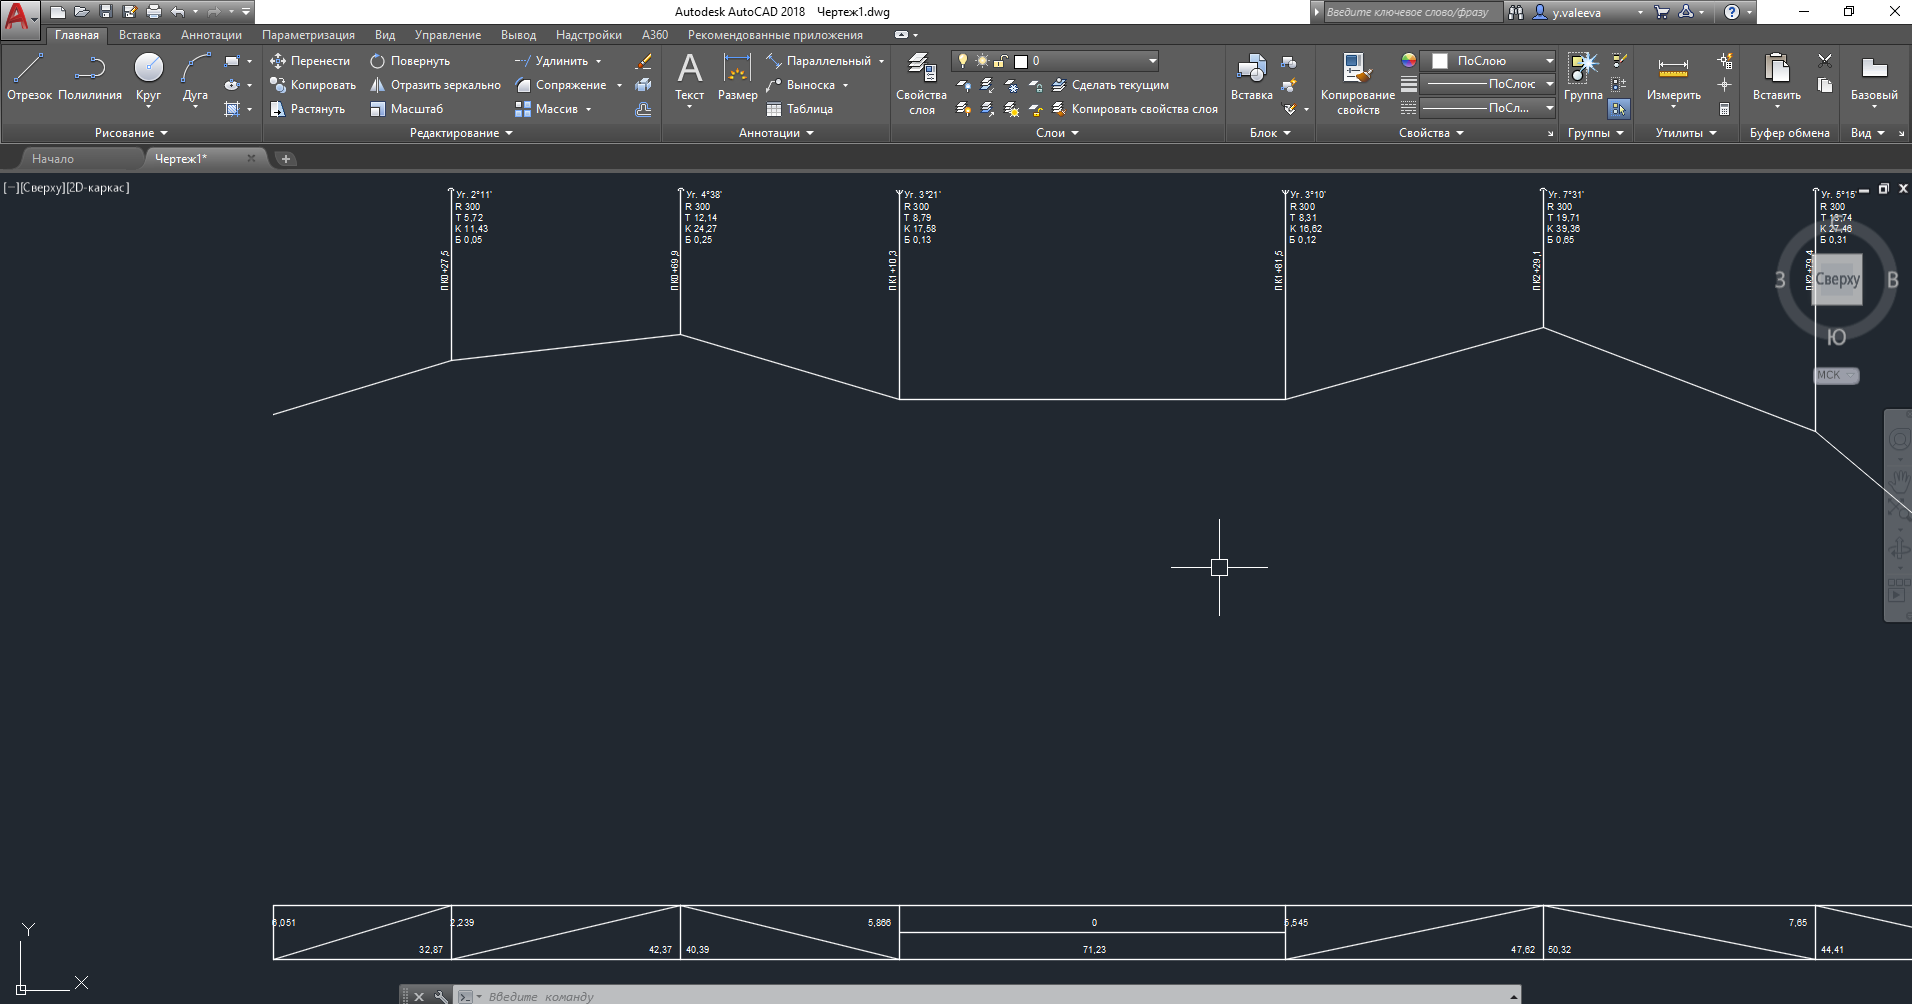 Autodesk AutoCAD 2018 Чертеж1.dwg
Введите ключевое слово/фразу
y.valeeva
Главная Вставка Аннотации Параметризация Вид Управление Вывод Надстройки A360 Рекомендованные приложения
Отрезок Полилиния Круг Дуга
Рисование
Перенести Повернуть Удлинить
Копировать Отразить зеркально Сопряжение
Растянуть Масштаб Массив
Редактирование
Текст Размер
Параллельный
Выноска
Таблица
Аннотации
Свойства слоя
0
Сделать текущим
Копировать свойства слоя
Слои
Вставка
Блок
Копирование свойств
ПоСлою
ПоСлою
ПоСл...
Свойства
Группа
Группы
Измерить
Утилиты
Вставить
Буфер обмена
Базовый
Вид
Начало Чертеж1*
[−][Сверху][2D-каркас]
Уг. 2°11'
R 300
Т 5,72
К 11,43
Б 0,05
ПК0+27,5
Уг. 4°38'
R 300
Т 12,14
К 24,27
Б 0,25
ПК0+69,9
Уг. 3°21'
R 300
Т 8,79
К 17,58
Б 0,13
ПК1+10,3
Уг. 3°10'
R 300
Т 8,31
К 16,62
Б 0,12
ПК1+81,5
Уг. 7°31'
R 300
Т 19,71
К 39,36
Б 0,65
ПК2+29,1
Уг. 5°15'
R 300
Т 13,74
К 27,46
Б 0,31
ПК2+79,4
З Сверху В
Ю
МСК
6,051 2,239 5,866 0 5,545 7,65
32,87 42,37 40,39 71,23 47,62 50,32 44,41
Y
X
Введите команду